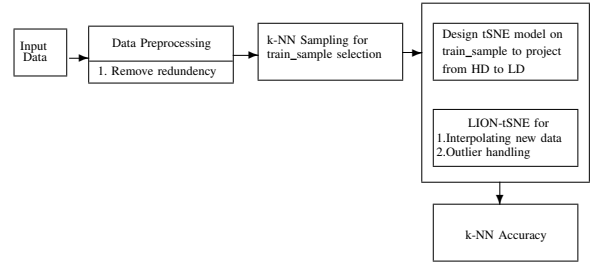 Input
Data
Data Preprocessing
1. Remove redundency
k-NN Sampling for
train_sample selection
Design tSNE model on
train_sample to project
from HD to LD
LION-tSNE for
1.Interpolating new data
2.Outlier handling
k-NN Accuracy